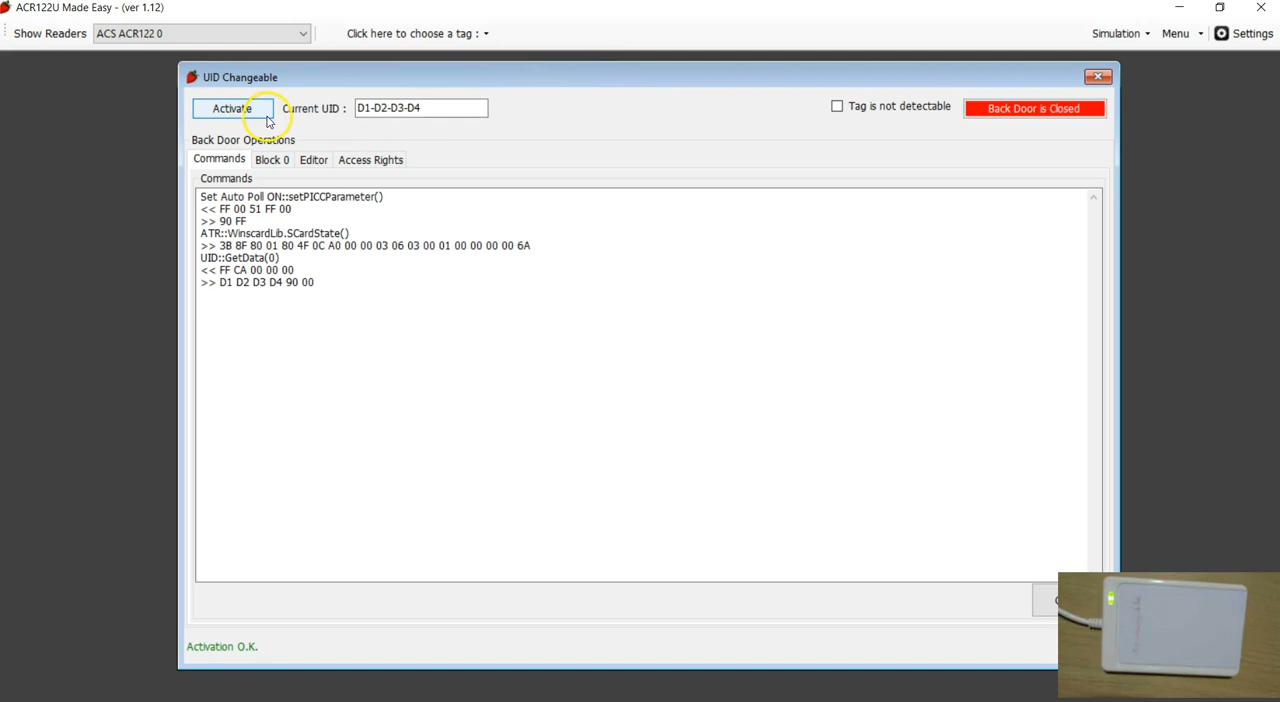 ACR122U Made Easy - (ver 1.12)
Show Readers ACS ACR122 0 Click here to choose a tag : Simulation Menu Settings
UID Changeable
Activate Current UID : D1-D2-D3-D4 Tag is not detectable Back Door is Closed
Back Door Operations
Commands Block 0 Editor Access Rights
Commands
Set Auto Poll ON::setPICCParameter()
<< FF 00 51 FF 00
>> 90 FF
ATR::WinscardLib.SCardState()
>> 3B 8F 80 01 80 4F 0C A0 00 00 03 06 03 00 01 00 00 00 00 6A
UID::GetData(0)
<< FF CA 00 00 00
>> D1 D2 D3 D4 90 00
Activation O.K.